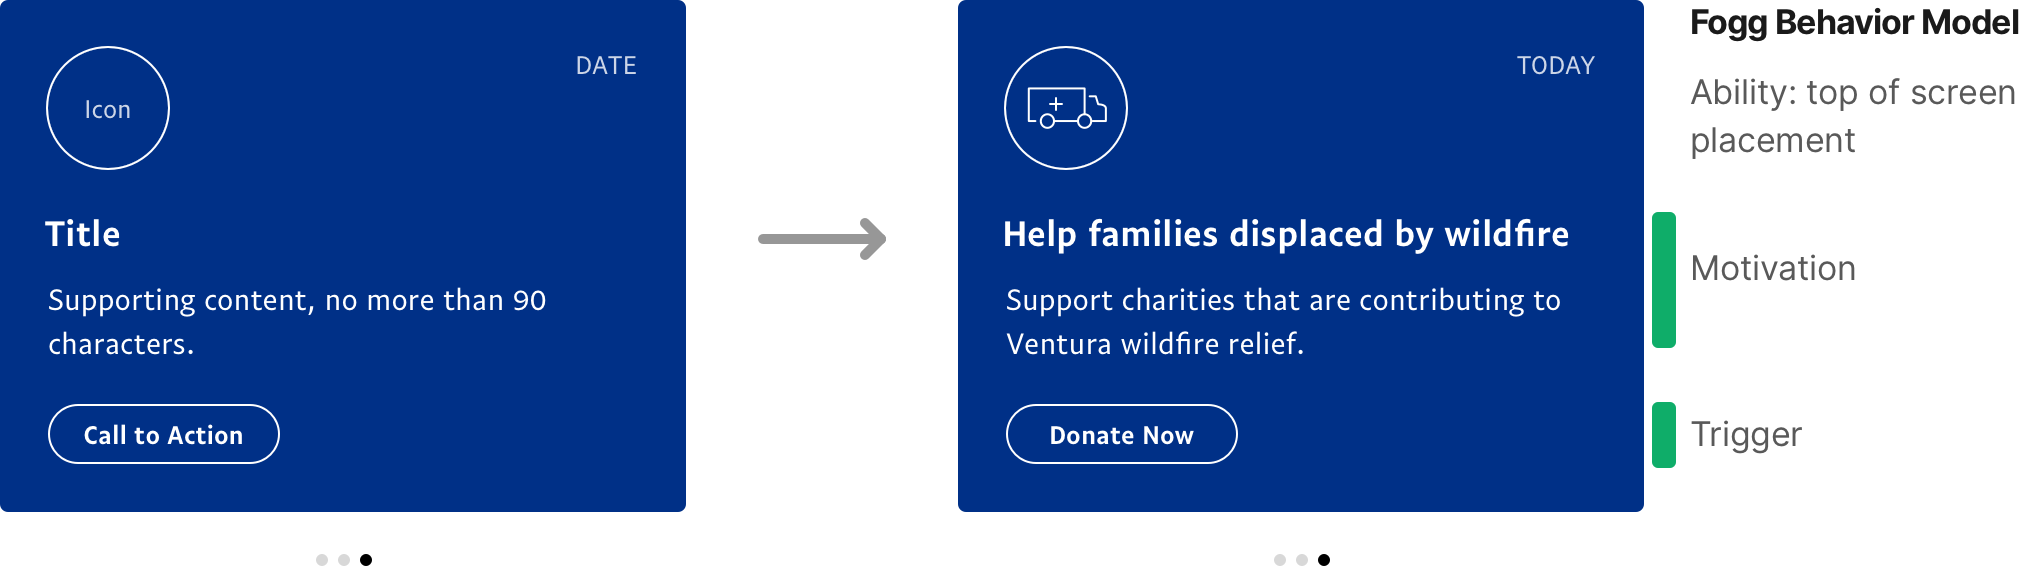 DATE
Icon
Title
Supporting content, no more than 90
characters.
Call to Action
TODAY
Help families displaced by wildfire
Support charities that are contributing to
Ventura wildfire relief.
Donate Now
Fogg Behavior Model
Ability: top of screen
placement
Motivation
Trigger